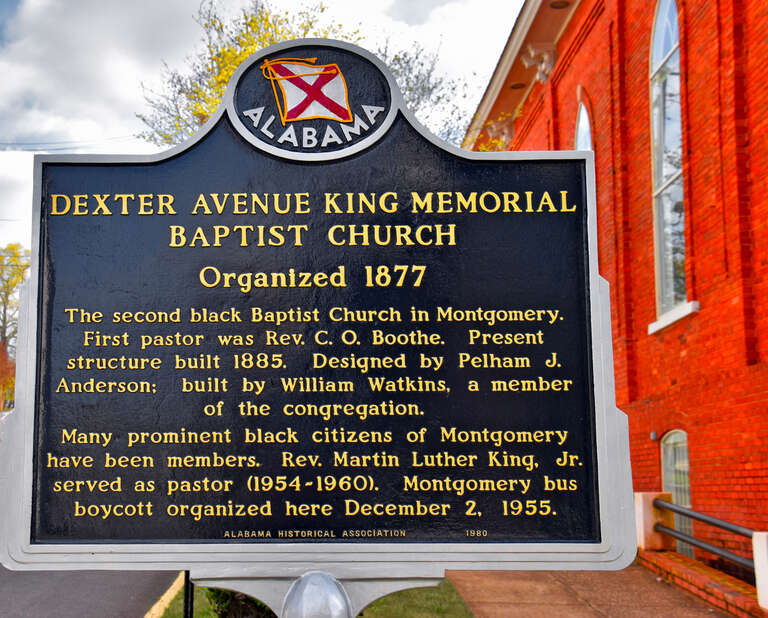 ALABAMA
DEXTER AVENUE KING MEMORIAL
BAPTIST CHURCH
Organized 1877
The second black Baptist Church in Montgomery.
First pastor was Rev. C. O. Boothe. Present
structure built 1885. Designed by Pelham J.
Anderson; built by William Watkins, a member
of the congregation.
Many prominent black citizens of Montgomery
have been members. Rev. Martin Luther King, Jr.
served as pastor (1954-1960). Montgomery bus
boycott organized here December 2, 1955.
ALABAMA HISTORICAL ASSOCIATION 1980